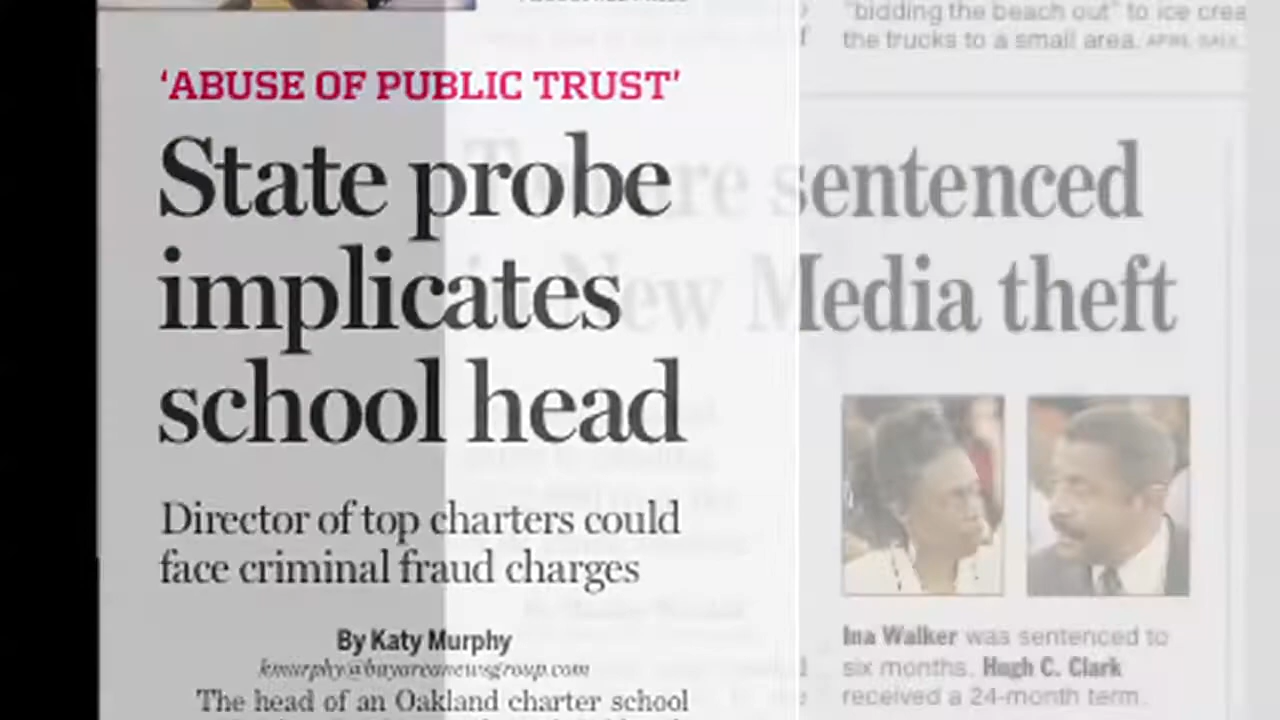 ‘ABUSE OF PUBLIC TRUST’
State probe
implicates
school head
Director of top charters could
face criminal fraud charges
By Katy Murphy
kmurphy@bayareanewsgroup.com
The head of an Oakland charter school
"bidding the beach out" to ice
the trucks to a small area.
sentenced
in New Media theft
Ina Walker was sentenced to
six months. Hugh C. Clark
received a 24-month term.